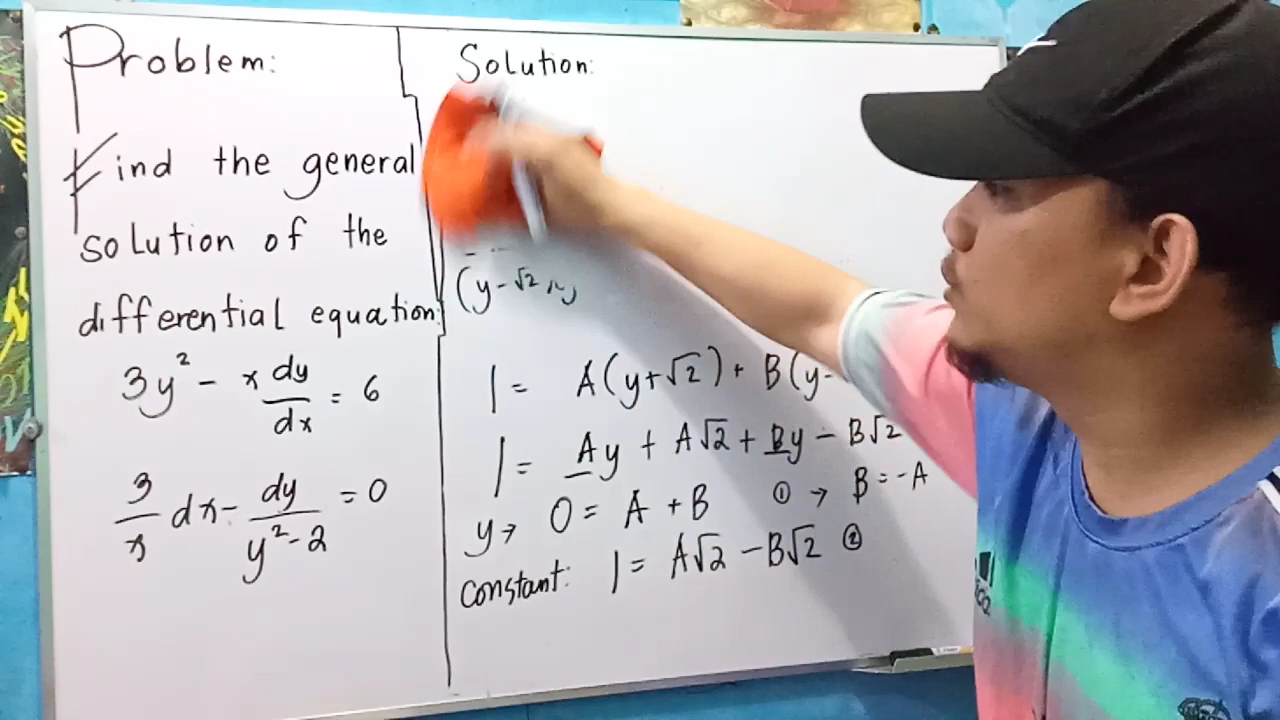 Problem:
Find the general
solution of the
differential equation:
3y² - x dy/dx = 6
3/x dx - dy/(y²-2) = 0
Solution:
(y-√2
1 = A(y+√2) + B(y-
1 = Ay + A√2 + By - B√2
y→ 0 = A + B ① → B = -A
constant: 1 = A√2 - B√2 ②